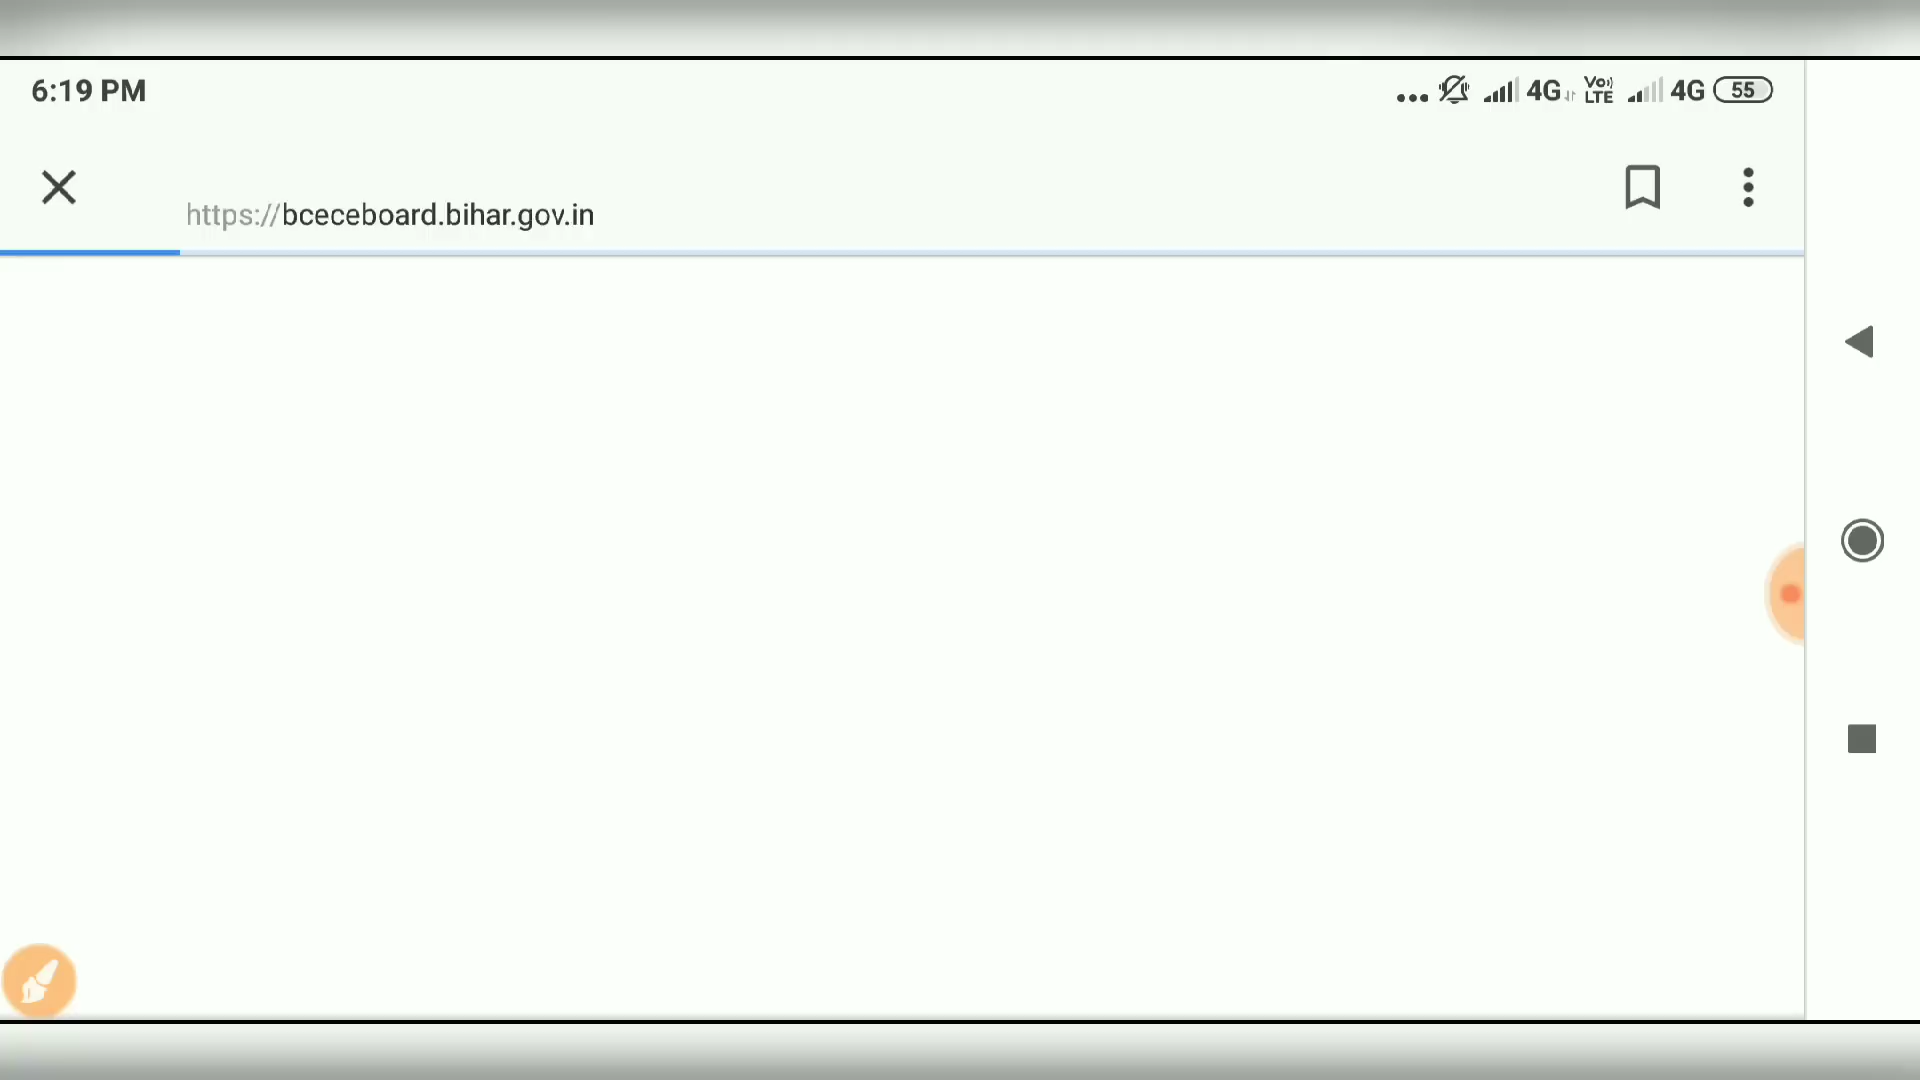 6:19 PM
... 4G Vo) LTE 4G 55
https://bceceboard.bihar.gov.in